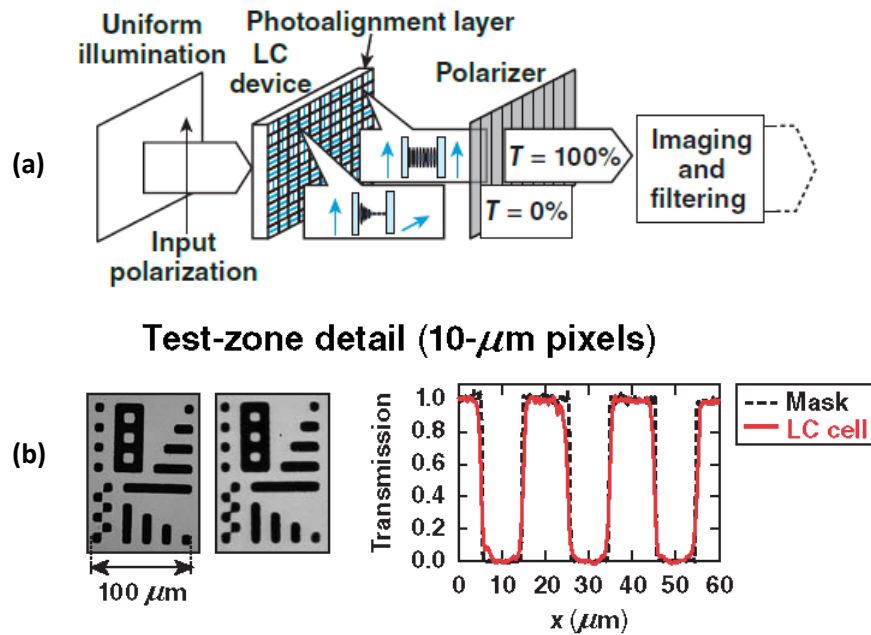 Uniform
illumination
Photoalignment layer
LC
device
Polarizer
(a)
T = 100%
Imaging
and
filtering
T = 0%
Input
polarization
Test-zone detail (10-μm pixels)
(b)
100 μm
Transmission
1.0
0.8
0.6
0.4
0.2
0.0
0 10 20 30 40 50 60
x (μm)
Mask
LC cell